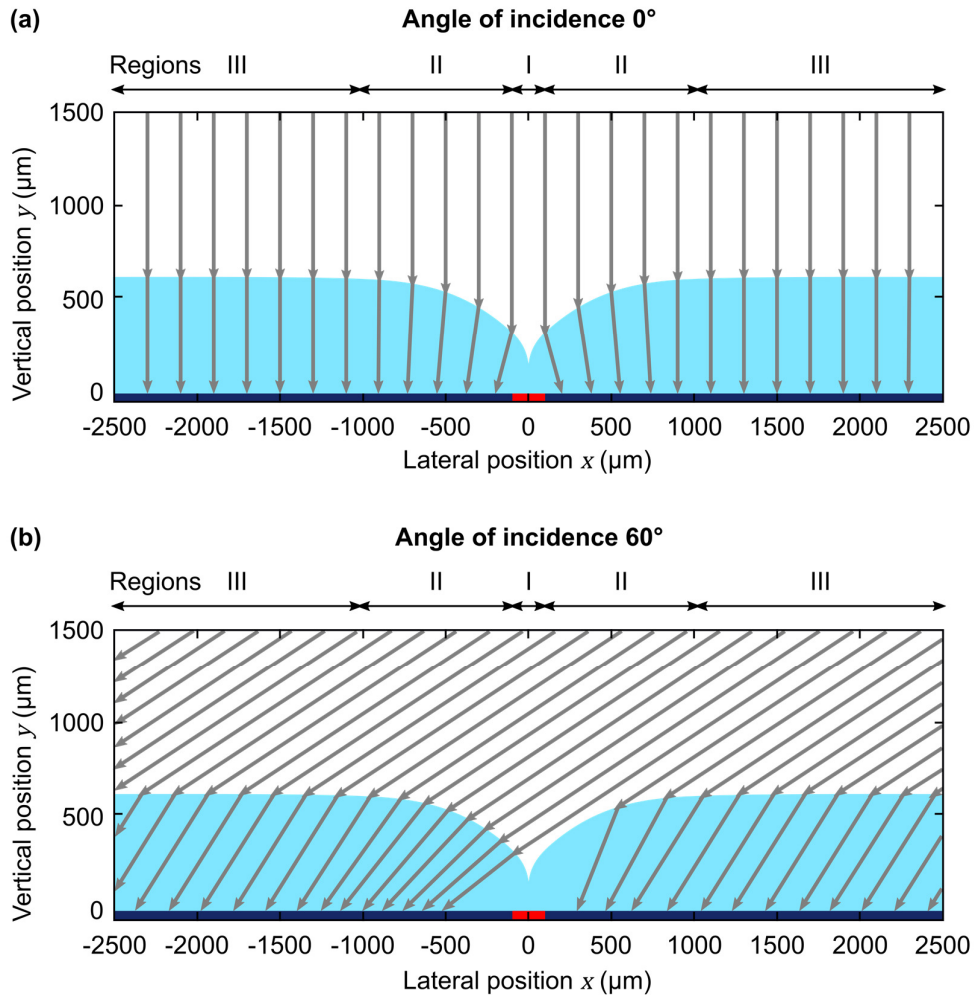 (a)
Angle of incidence 0°
Regions III II I II III
1500
1000
500
0
Vertical position y (µm)
-2500 -2000 -1500 -1000 -500 0 500 1000 1500 2000 2500
Lateral position x (µm)
(b)
Angle of incidence 60°
Regions III II I II III
1500
1000
500
0
Vertical position y (µm)
-2500 -2000 -1500 -1000 -500 0 500 1000 1500 2000 2500
Lateral position x (µm)